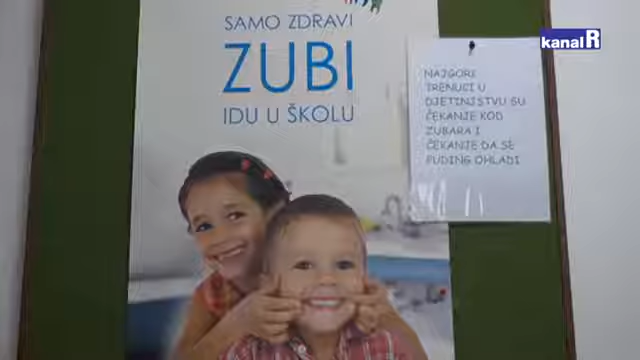 SAMO ZDRAVI
ZUBI
IDU U ŠKOLU
kanal R
NAJGORI
TRENUCI U
DJETINJSTVU SU
ČEKANJE KOD
ZUBARA I
ČEKANJE DA SE
PUDING OHLADI